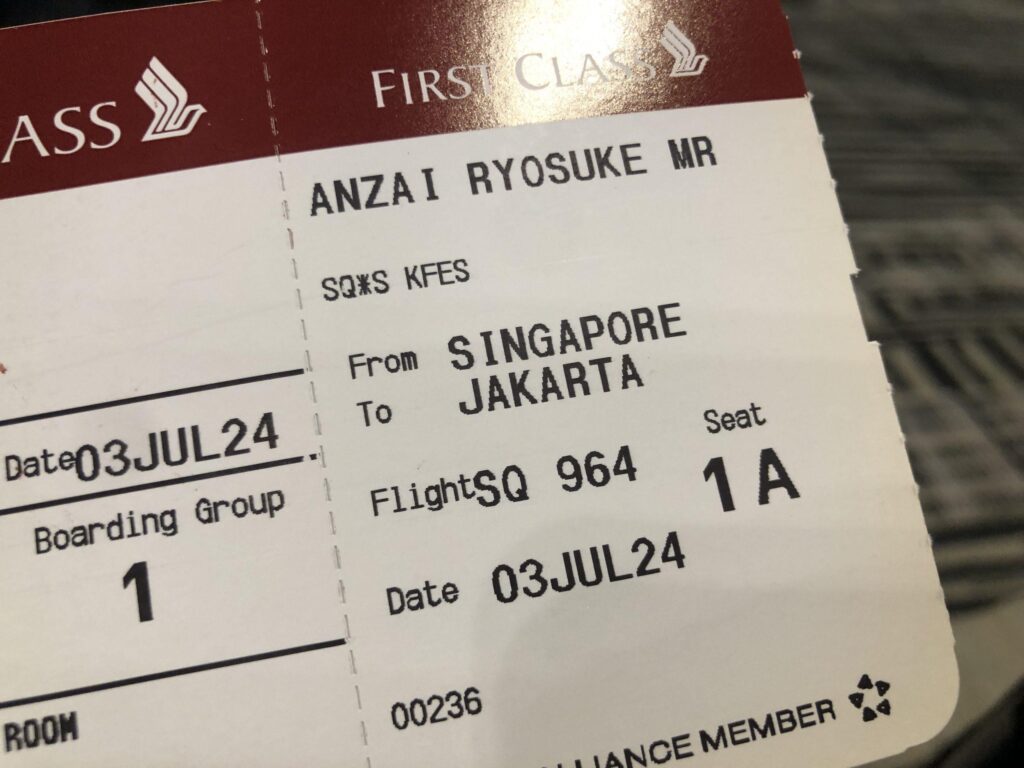 ASS
Date 03JUL24
Boarding Group
1
ROOM
FIRST CLASS
ANZAI RYOSUKE MR
SQ*S KFES
From SINGAPORE
To JAKARTA
Seat
Flight SQ 964 1A
Date 03JUL24
00236
LLIANCE MEMBER